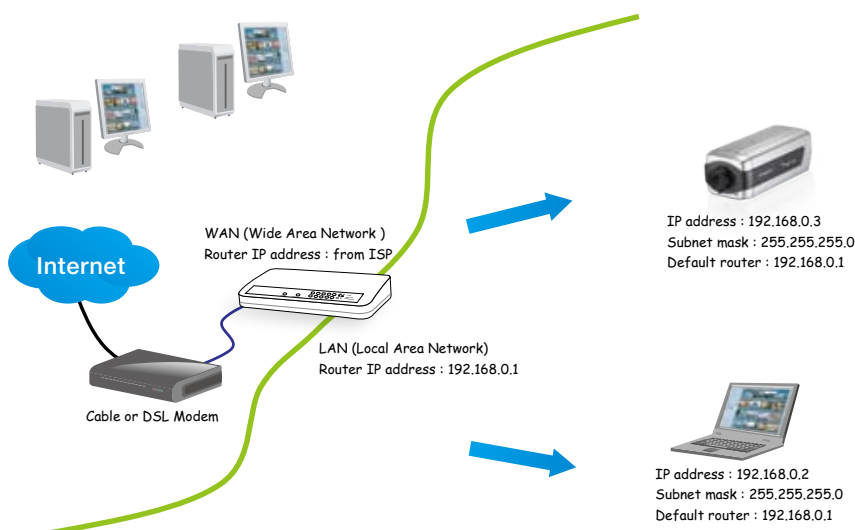 WAN (Wide Area Network )
Router IP address : from ISP
Internet
LAN (Local Area Network)
Router IP address : 192.168.0.1
Cable or DSL Modem
IP address : 192.168.0.3
Subnet mask : 255.255.255.0
Default router : 192.168.0.1
IP address : 192.168.0.2
Subnet mask : 255.255.255.0
Default router : 192.168.0.1